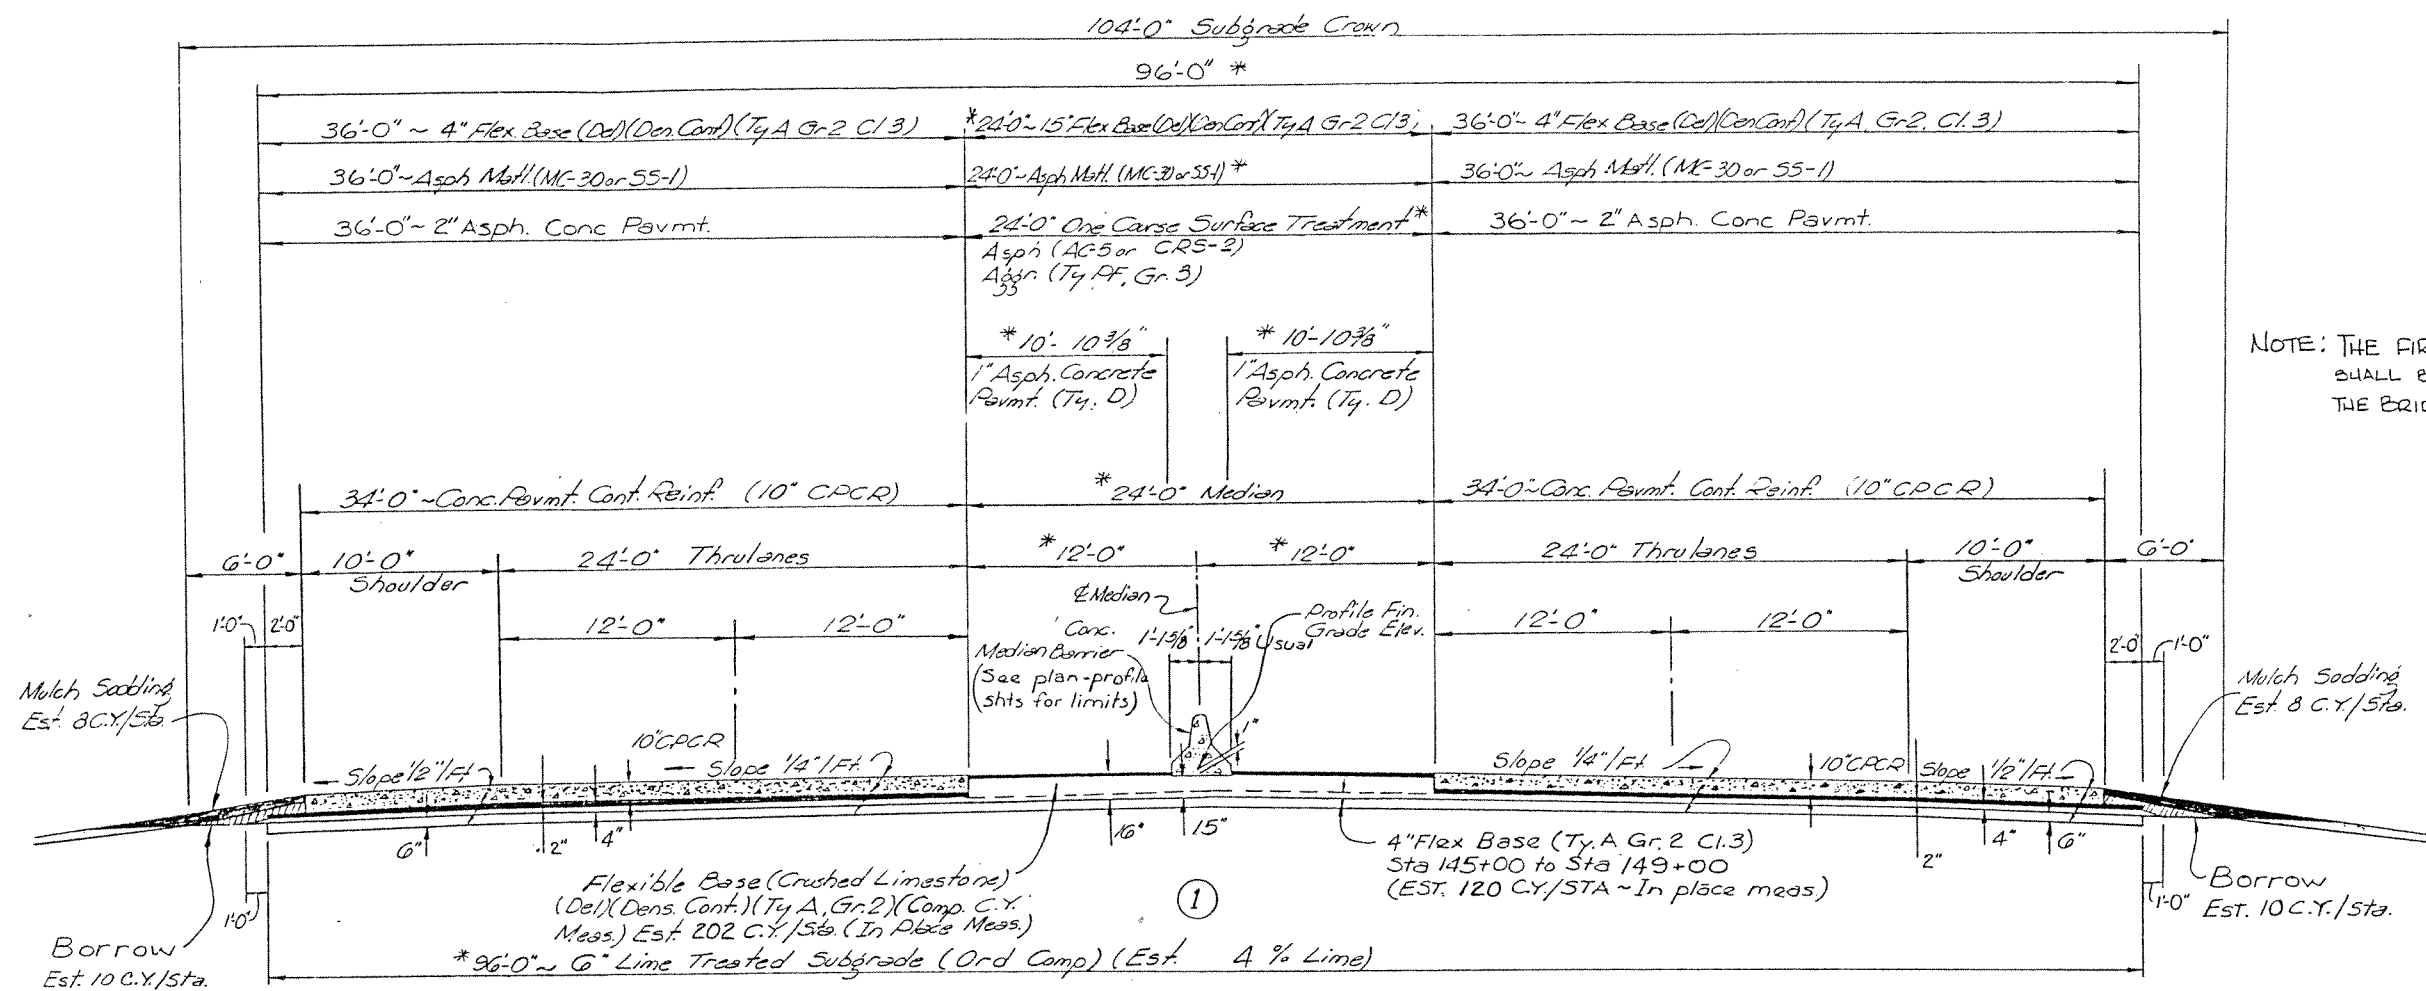 104'-0" Subgrade Crown
96'-0" *
36'-0" ~ 4" Flex. Base (Del)(Den. Cont) (Ty A Gr 2 Cl 3)
*24'-0" ~ 15" Flex Base (Del)(Den Cont)(Ty A Gr 2 Cl 3)
36'-0" ~ 4" Flex Base (Del)(Den Cont) (Ty A, Gr 2, Cl. 3)
36'-0" ~ Asph Matl. (MC-30 or SS-1)
24'-0" ~ Asph Matl. (MC-30 or SS-1) *
36'-0" ~ Asph Matl. (MC-30 or SS-1)
36'-0" ~ 2" Asph. Conc Pavmt.
24'-0" One Course Surface Treatment *
36'-0" ~ 2" Asph. Conc Pavmt.
Asph (AC-5 or CRS-2)
Aggr. (Ty PF, Gr. 3)
* 10'- 10 3/8"
* 10'-10 3/8"
1" Asph. Concrete
Pavmt. (Ty. D)
1" Asph. Concrete
Pavmt. (Ty. D)
NOTE: THE
SHALL
THE
34'-0" ~ Conc. Pavmt. Cont. Reinf. (10" CPCR)
* 24'-0" Median
34'-0" ~ Conc. Pavmt. Cont. Reinf. (10" CPCR)
6'-0"
10'-0"
Shoulder
24'-0" Thrulanes
* 12'-0"
* 12'-0"
24'-0" Thrulanes
10'-0"
Shoulder
6'-0"
1'-0"
2'-0"
12'-0"
12'-0"
℄ Median
Conc.
Median Barrier
(See plan-profile
shts for limits)
1'-1 5/8"
1'-1 5/8" Usual
Profile Fin.
Grade Elev.
12'-0"
12'-0"
2'-0"
1'-0"
Mulch Sodding
Est. 8 C.Y./Sta.
Mulch Sodding
Est. 8 C.Y./Sta.
1"
Slope 1/2"/Ft
10" CPCR
Slope 1/4"/Ft.
Slope 1/4"/Ft
10" CPCR
Slope 1/2"/Ft.
6"
2"
4"
16"
15"
2"
4"
6"
4" Flex Base (Ty. A Gr. 2 Cl. 3)
Sta 145+00 to Sta 149+00
(EST. 120 CY./STA ~ In place meas.)
Flexible Base (Crushed Limestone)
(Del)(Dens. Cont.)(Ty A, Gr. 2)(Comp. C.Y.
Meas.) Est. 202 C.Y./Sta. (In Place Meas.)
1
1'-0"
1'-0"
Borrow
Est. 10 C.Y./Sta.
Borrow
Est. 10 C.Y./Sta.
*96'-0" ~ 6" Lime Treated Subgrade (Ord Comp) (Est. 4 % Lime)